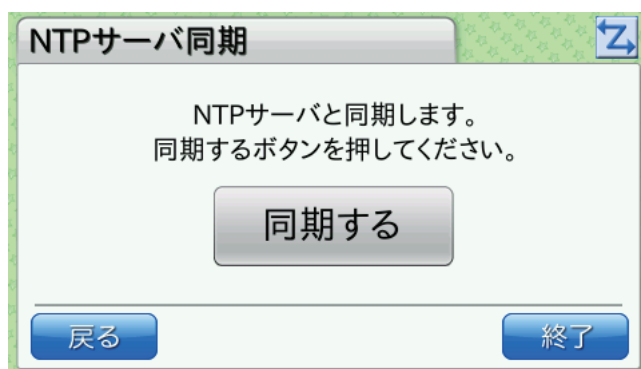 NTPサーバ同期
NTPサーバと同期します。
同期するボタンを押してください。
同期する
戻る
終了